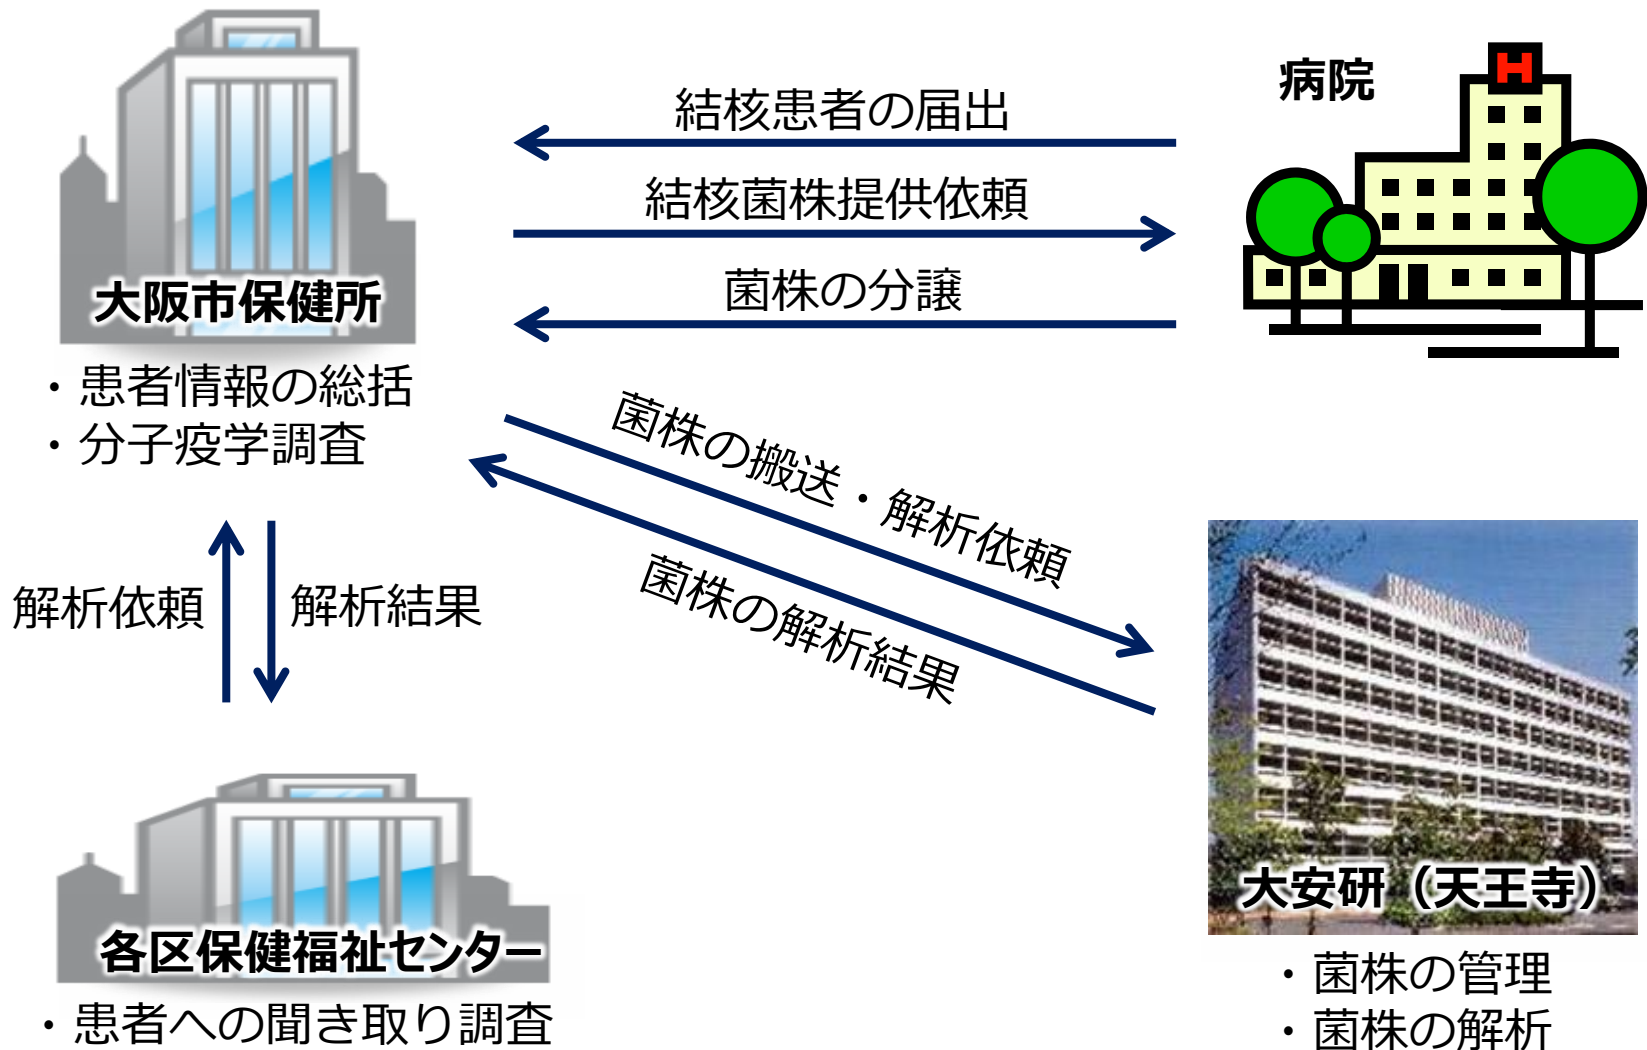 病院
結核患者の届出
結核菌株提供依頼
菌株の分譲
大阪市保健所
・患者情報の総括
・分子疫学調査
菌株の搬送・解析依頼
菌株の解析結果
解析依頼
解析結果
各区保健福祉センター
・患者への聞き取り調査
大安研（天王寺）
・菌株の管理
・菌株の解析